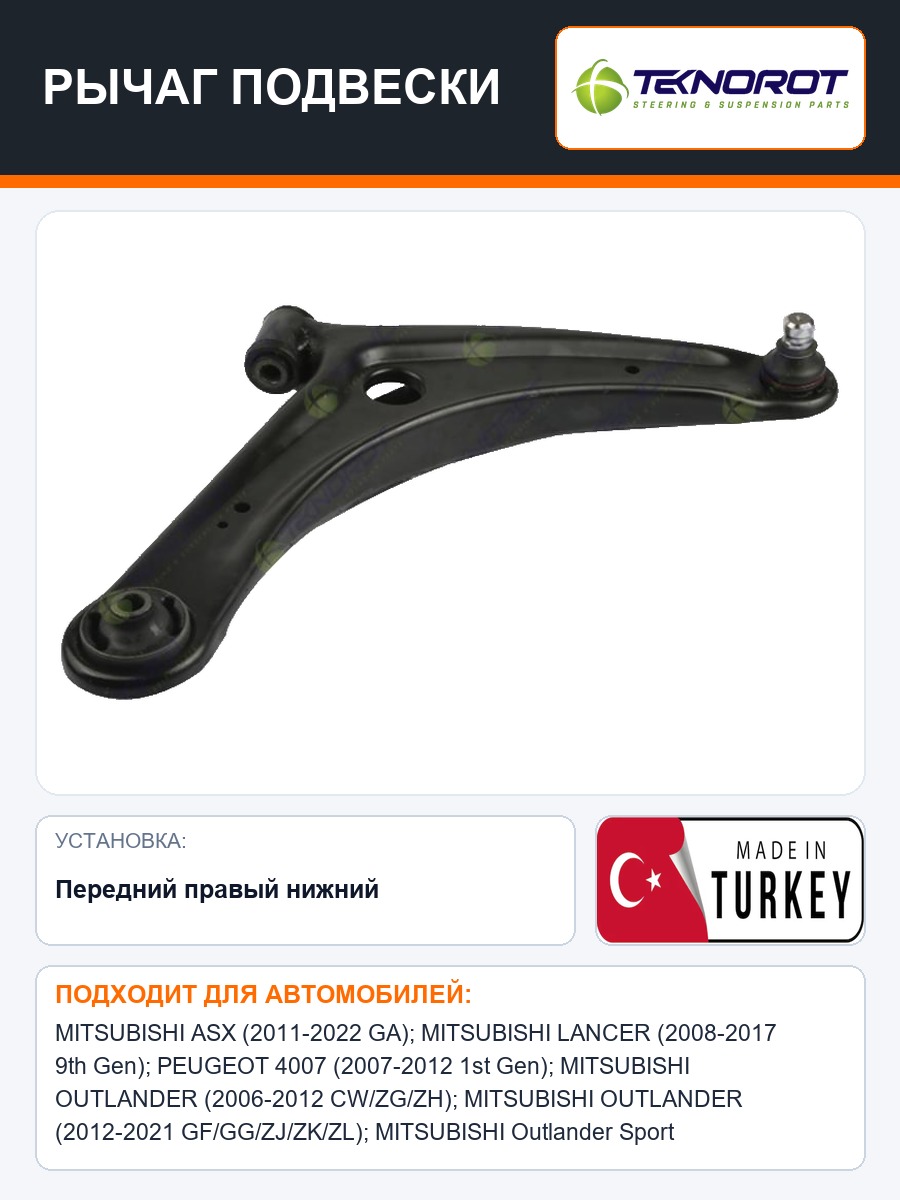 РЫЧАГ ПОДВЕСКИ
TEKNOROT
STEERING & SUSPENSION PARTS
TEKNOROT
УСТАНОВКА:
Передний правый нижний
MADE IN
TURKEY
ПОДХОДИТ ДЛЯ АВТОМОБИЛЕЙ:
MITSUBISHI ASX (2011-2022 GA); MITSUBISHI LANCER (2008-2017
9th Gen); PEUGEOT 4007 (2007-2012 1st Gen); MITSUBISHI
OUTLANDER (2006-2012 CW/ZG/ZH); MITSUBISHI OUTLANDER
(2012-2021 GF/GG/ZJ/ZK/ZL); MITSUBISHI Outlander Sport